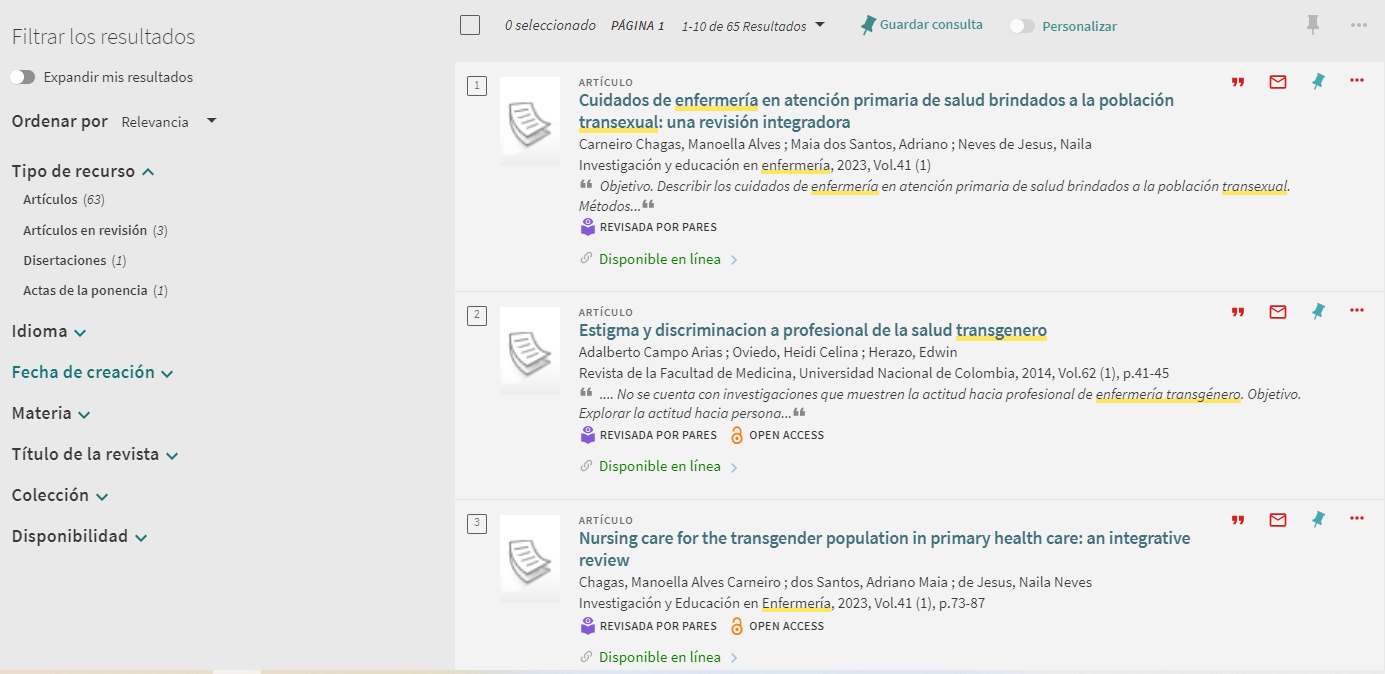 Filtrar los resultados
Expandir mis resultados
Ordenar por Relevancia
Tipo de recurso
Artículos (63)
Artículos en revisión (3)
Disertaciones (1)
Actas de la ponencia (1)
Idioma
Fecha de creación
Materia
Título de la revista
Colección
Disponibilidad
0 seleccionado PÁGINA 1 1-10 de 65 Resultados Guardar consulta Personalizar
1
ARTÍCULO
Cuidados de enfermería en atención primaria de salud brindados a la población
transexual: una revisión integradora
Carneiro Chagas, Manoella Alves ; Maia dos Santos, Adriano ; Neves de Jesus, Naila
Investigación y educación en enfermería, 2023, Vol.41 (1)
❝ Objetivo. Describir los cuidados de enfermería en atención primaria de salud brindados a la población transexual.
Métodos...❝
REVISADA POR PARES
Disponible en línea
2
ARTÍCULO
Estigma y discriminacion a profesional de la salud transgenero
Adalberto Campo Arias ; Oviedo, Heidi Celina ; Herazo, Edwin
Revista de la Facultad de Medicina, Universidad Nacional de Colombia, 2014, Vol.62 (1), p.41-45
❝ .... No se cuenta con investigaciones que muestren la actitud hacia profesional de enfermería transgénero. Objetivo.
Explorar la actitud hacia persona...❝
REVISADA POR PARES OPEN ACCESS
Disponible en línea
3
ARTÍCULO
Nursing care for the transgender population in primary health care: an integrative
review
Chagas, Manoella Alves Carneiro ; dos Santos, Adriano Maia ; de Jesus, Naila Neves
Investigación y Educación en Enfermería, 2023, Vol.41 (1), p.73-87
REVISADA POR PARES OPEN ACCESS
Disponible en línea